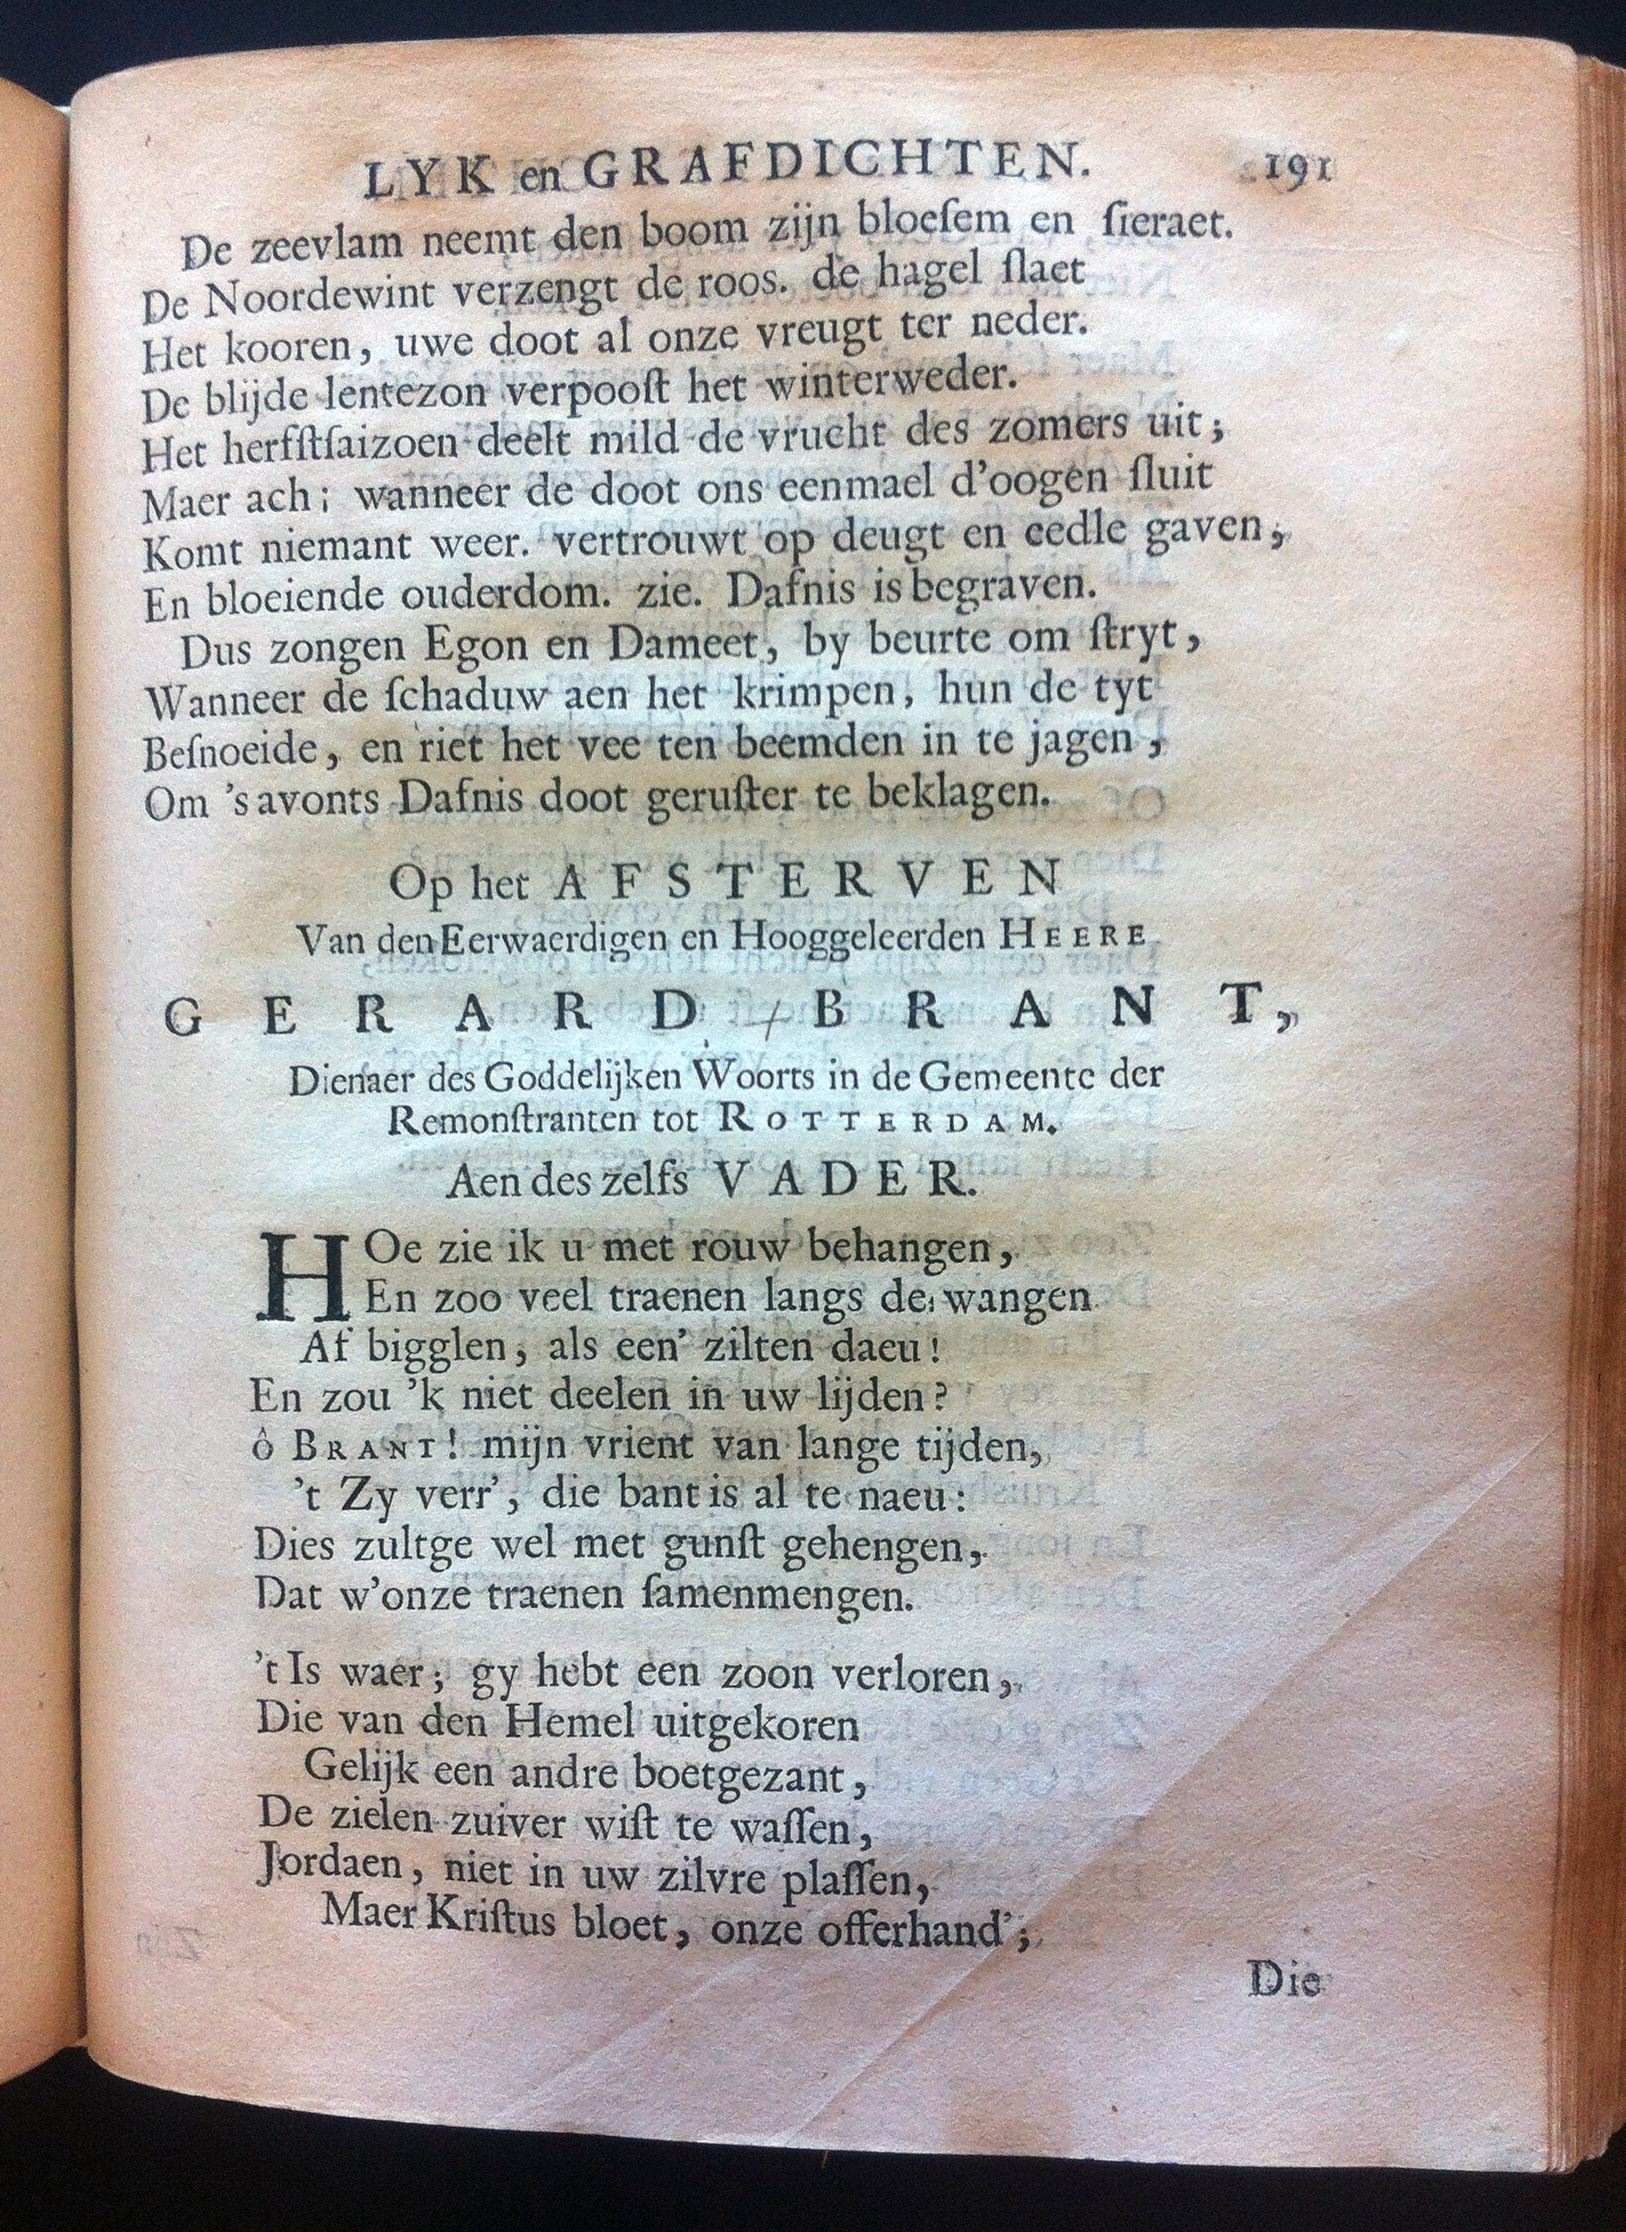 LYK en GRAFDICHTEN. 191
De zeevlam neemt den boom zijn bloeſem en ſieraet.
De Noordewint verzengt de roos. de hagel ſlaet
Het kooren, uwe doot al onze vreugt ter neder.
De blijde lentezon verpooſt het winterweder.
Het herfſtſaizoen deelt mild de vrucht des zomers uit;
Maer ach; wanneer de doot ons eenmael d'oogen ſluit
Komt niemant weer. vertrouwt op deugt en eedle gaven,
En bloeiende ouderdom. zie. Dafnis is begraven.
Dus zongen Egon en Dameet, by beurte om ſtryt,
Wanneer de ſchaduw aen het krimpen, hun de tyt
Beſnoeide, en riet het vee ten beemden in te jagen,
Om 's avonts Dafnis doot geruſter te beklagen.
Op het AFSTERVEN
Van den Eerwaerdigen en Hooggeleerden HEERE
GERARD BRANT,
Dienaer des Goddelijken Woorts in de Gemeente der
Remonſtranten tot ROTTERDAM.
Aen des zelfs VADER.
HOe zie ik u met rouw behangen,
En zoo veel traenen langs de wangen
Af bigglen, als een' zilten daeu!
En zou 'k niet deelen in uw lijden?
ô BRANT! mijn vrient van lange tijden,
't Zy verr', die bant is al te naeu:
Dies zultge wel met gunſt gehengen,
Dat w'onze traenen ſamenmengen.
't Is waer; gy hebt een zoon verloren,
Die van den Hemel uitgekoren
Gelijk een andre boetgezant,
De zielen zuiver wiſt te waſſen,
Jordaen, niet in uw zilvre plaſſen,
Maer Kriſtus bloet, onze offerhand';
Die